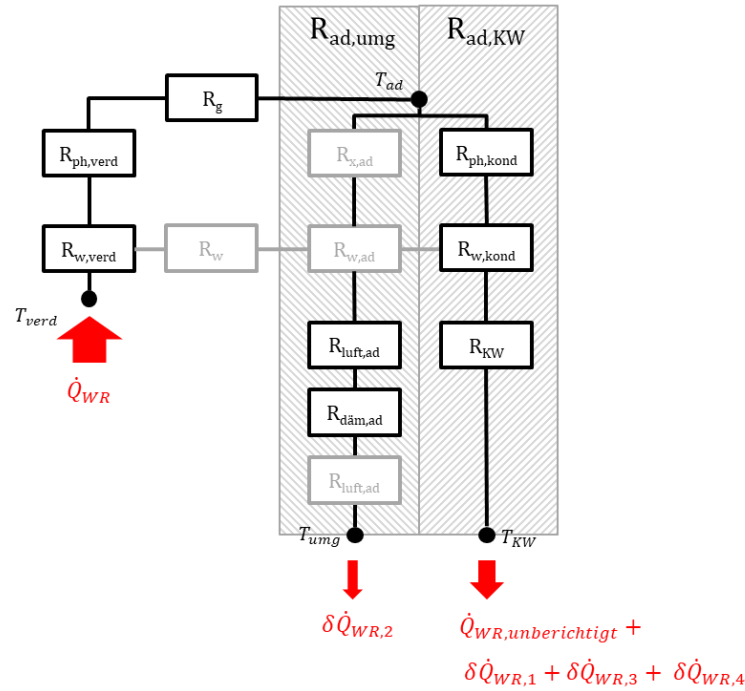 R_ad,umg R_ad,KW
T_ad
R_g
R_ph,verd R_x,ad R_ph,kond
R_w,verd R_w R_w,ad R_w,kond
T_verd
R_luft,ad R_KW
Q̇_WR
R_däm,ad
R_luft,ad
T_umg T_KW
δQ̇_WR,2 Q̇_WR,unberichtigt +
δQ̇_WR,1 + δQ̇_WR,3 + δQ̇_WR,4